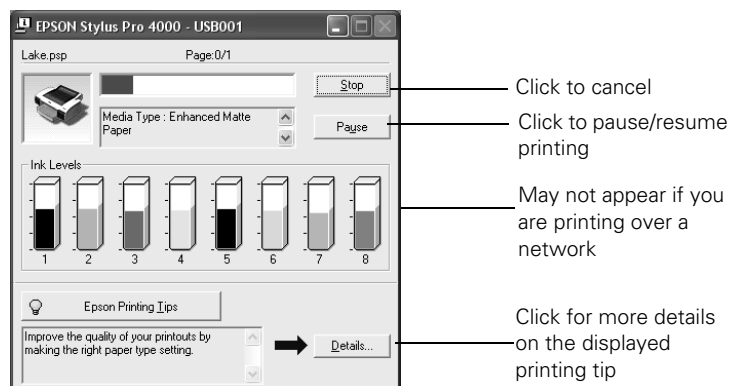 EPSON Stylus Pro 4000 - USB001
Lake.psp Page:0/1
Stop
Click to cancel
Media Type : Enhanced Matte
Paper
Pause
Click to pause/resume
printing
Ink Levels
1 2 3 4 5 6 7 8
May not appear if you
are printing over a
network
Epson Printing Tips
Improve the quality of your printouts by
making the right paper type setting.
Details...
Click for more details
on the displayed
printing tip